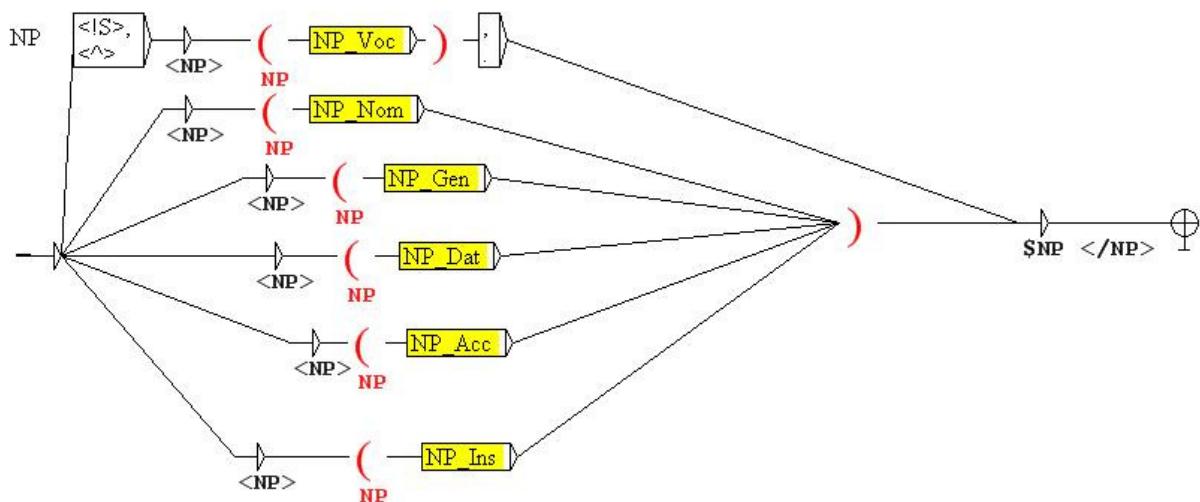 NP
<!S>,
<^>
<NP>
(
NP
NP_Voc
)
,
<NP>
(
NP
NP_Nom
<NP>
(
NP
NP_Gen
)
$NP </NP>
<NP>
(
NP
NP_Dat
<NP>
(
NP
NP_Acc
<NP>
(
NP
NP_Ins